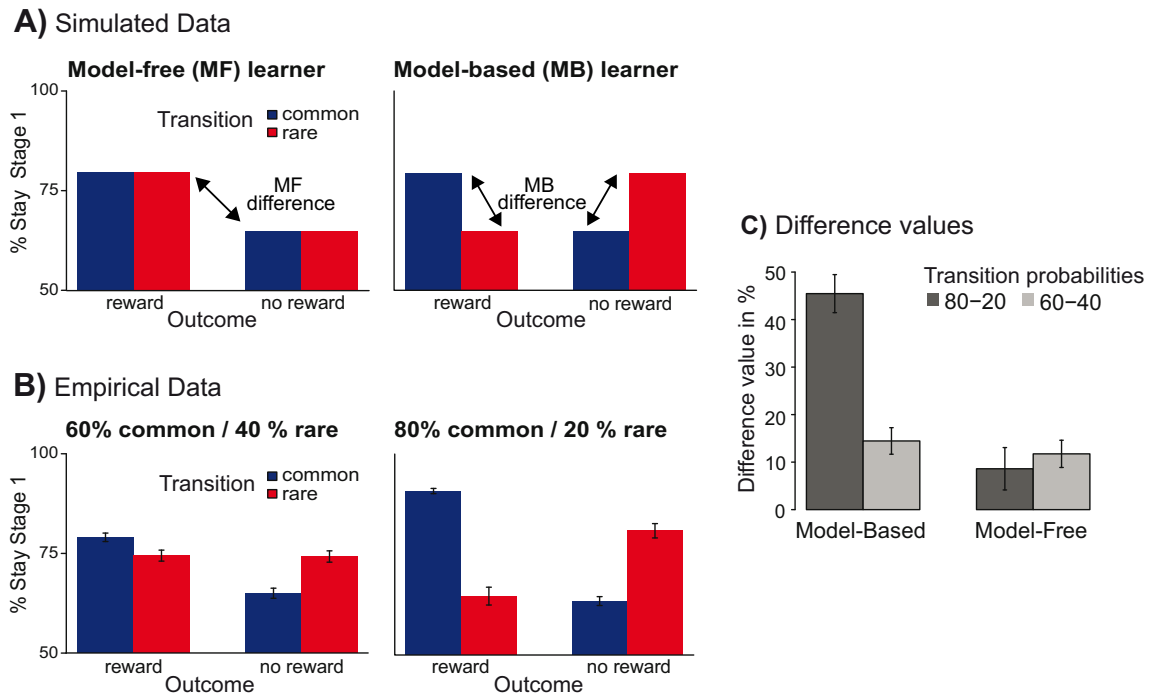 A) Simulated Data
Model-free (MF) learner
% Stay Stage 1
100
75
50
Transition
common
rare
MF
difference
reward
no reward
Outcome
Model-based (MB) learner
MB
difference
reward
no reward
Outcome
B) Empirical Data
60% common / 40 % rare
% Stay Stage 1
100
75
50
Transition
common
rare
reward
no reward
Outcome
80% common / 20 % rare
reward
no reward
Outcome
C) Difference values
Difference value in %
50
40
30
20
10
0
Transition probabilities
80−20
60−40
Model-Based
Model-Free